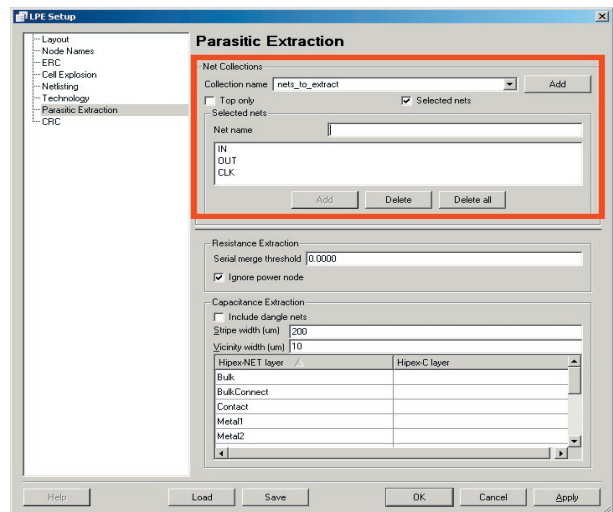 LPE Setup
Layout
Node Names
ERC
Cell Explosion
Netlisting
Technology
Parasitic Extraction
CRC
Parasitic Extraction
Net Collections
Collection name nets_to_extract Add
Top only Selected nets
Selected nets
Net name
IN
OUT
CLK
Add Delete Delete all
Resistance Extraction
Serial merge threshold 0.0000
Ignore power node
Capacitance Extraction
Include dangle nets
Stripe width (um) 200
Vicinity width (um) 10
Hipex-NET layer Hipex-C layer
Bulk
BulkConnect
Contact
Metal1
Metal2
Help Load Save OK Cancel Apply